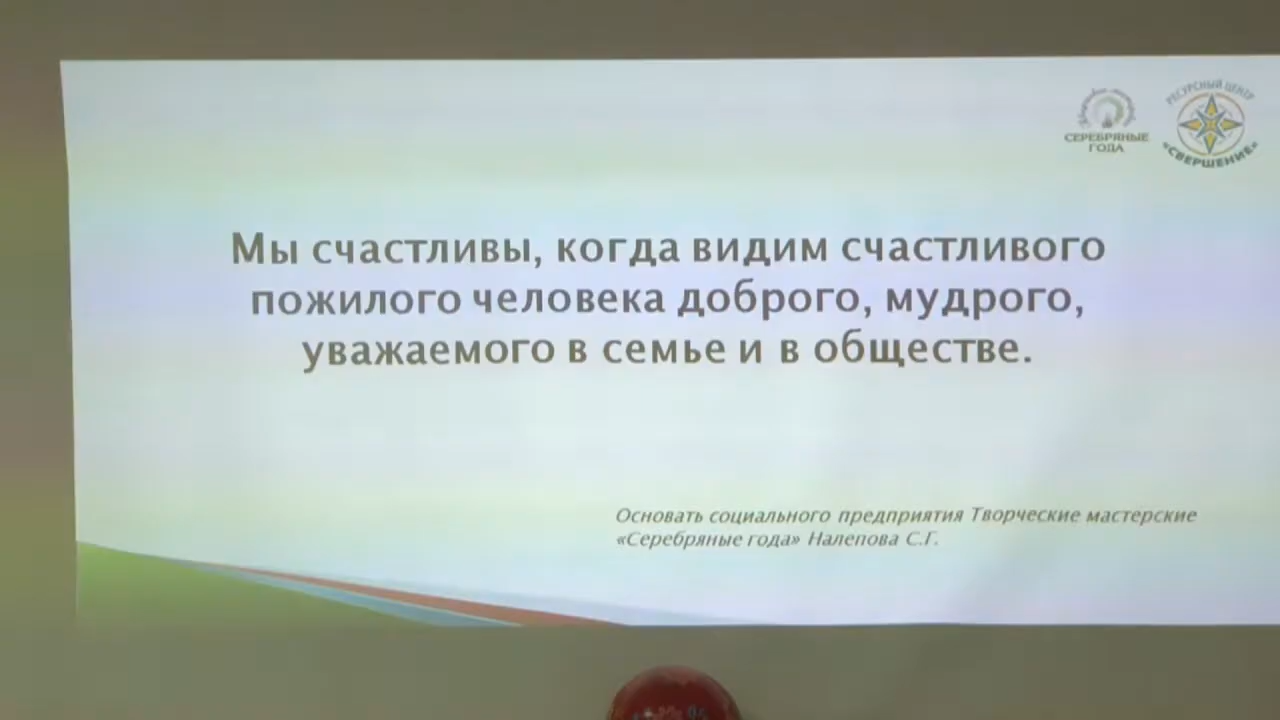 СЕРЕБРЯНЫЕ
ГОДА
РЕСУРСНЫЙ ЦЕНТР
«СВЕРШЕНИЕ»
Мы счастливы, когда видим счастливого
пожилого человека доброго, мудрого,
уважаемого в семье и в обществе.
Основать социального предприятия Творческие мастерские
«Серебряные года» Налепова С.Г.